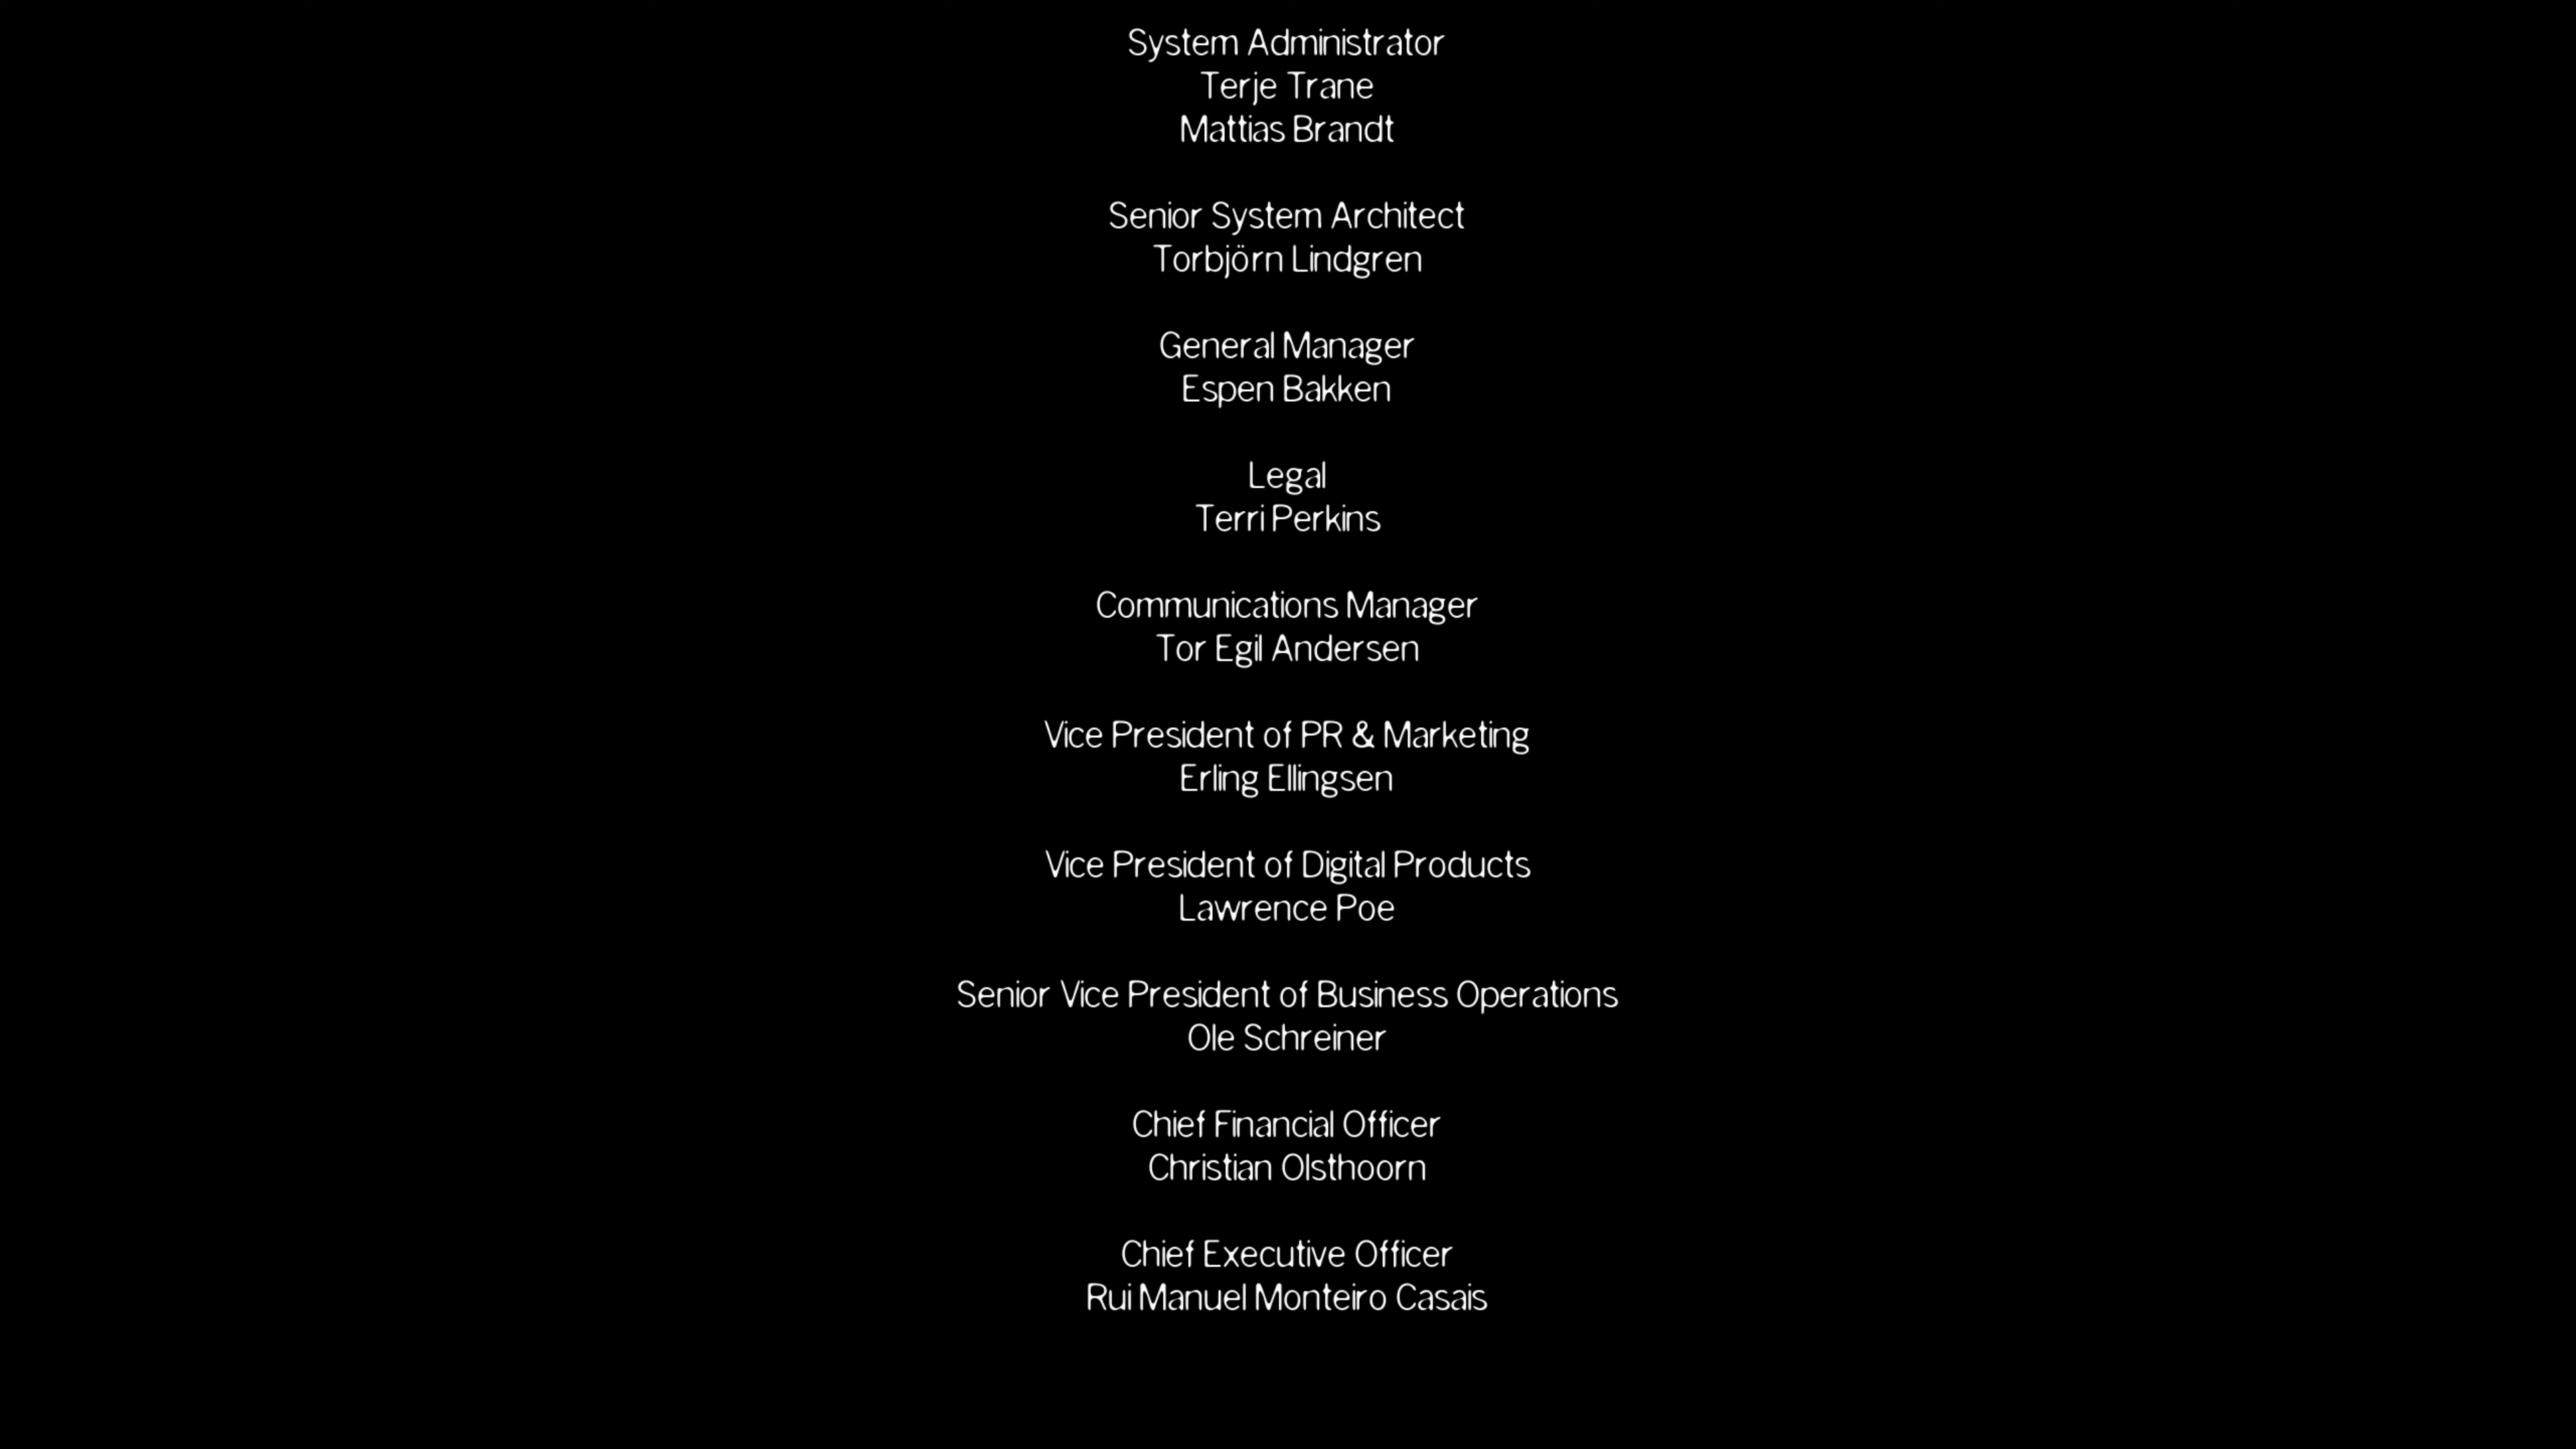 System Administrator
Terje Trane
Mattias Brandt
Senior System Architect
Torbjörn Lindgren
General Manager
Espen Bakken
Legal
Terri Perkins
Communications Manager
Tor Egil Andersen
Vice President of PR & Marketing
Erling Ellingsen
Vice President of Digital Products
Lawrence Poe
Senior Vice President of Business Operations
Ole Schreiner
Chief Financial Officer
Christian Olsthoorn
Chief Executive Officer
Rui Manuel Monteiro Casais